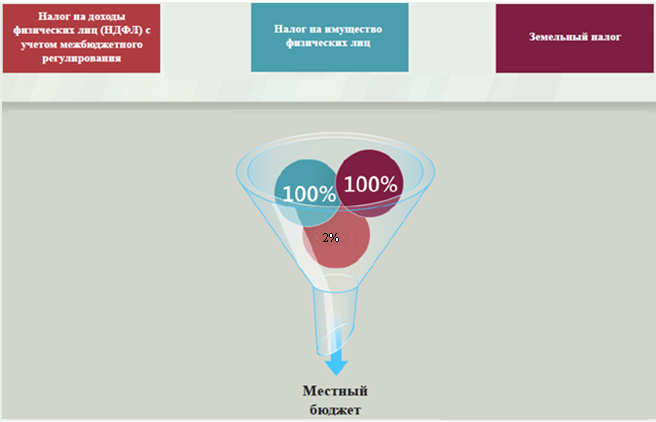 Налог на доходы
физических лиц (НДФЛ) с
учетом межбюджетного
регулирования
Налог на имущество
физических лиц
Земельный налог
100%
100%
2%
Местный
бюджет